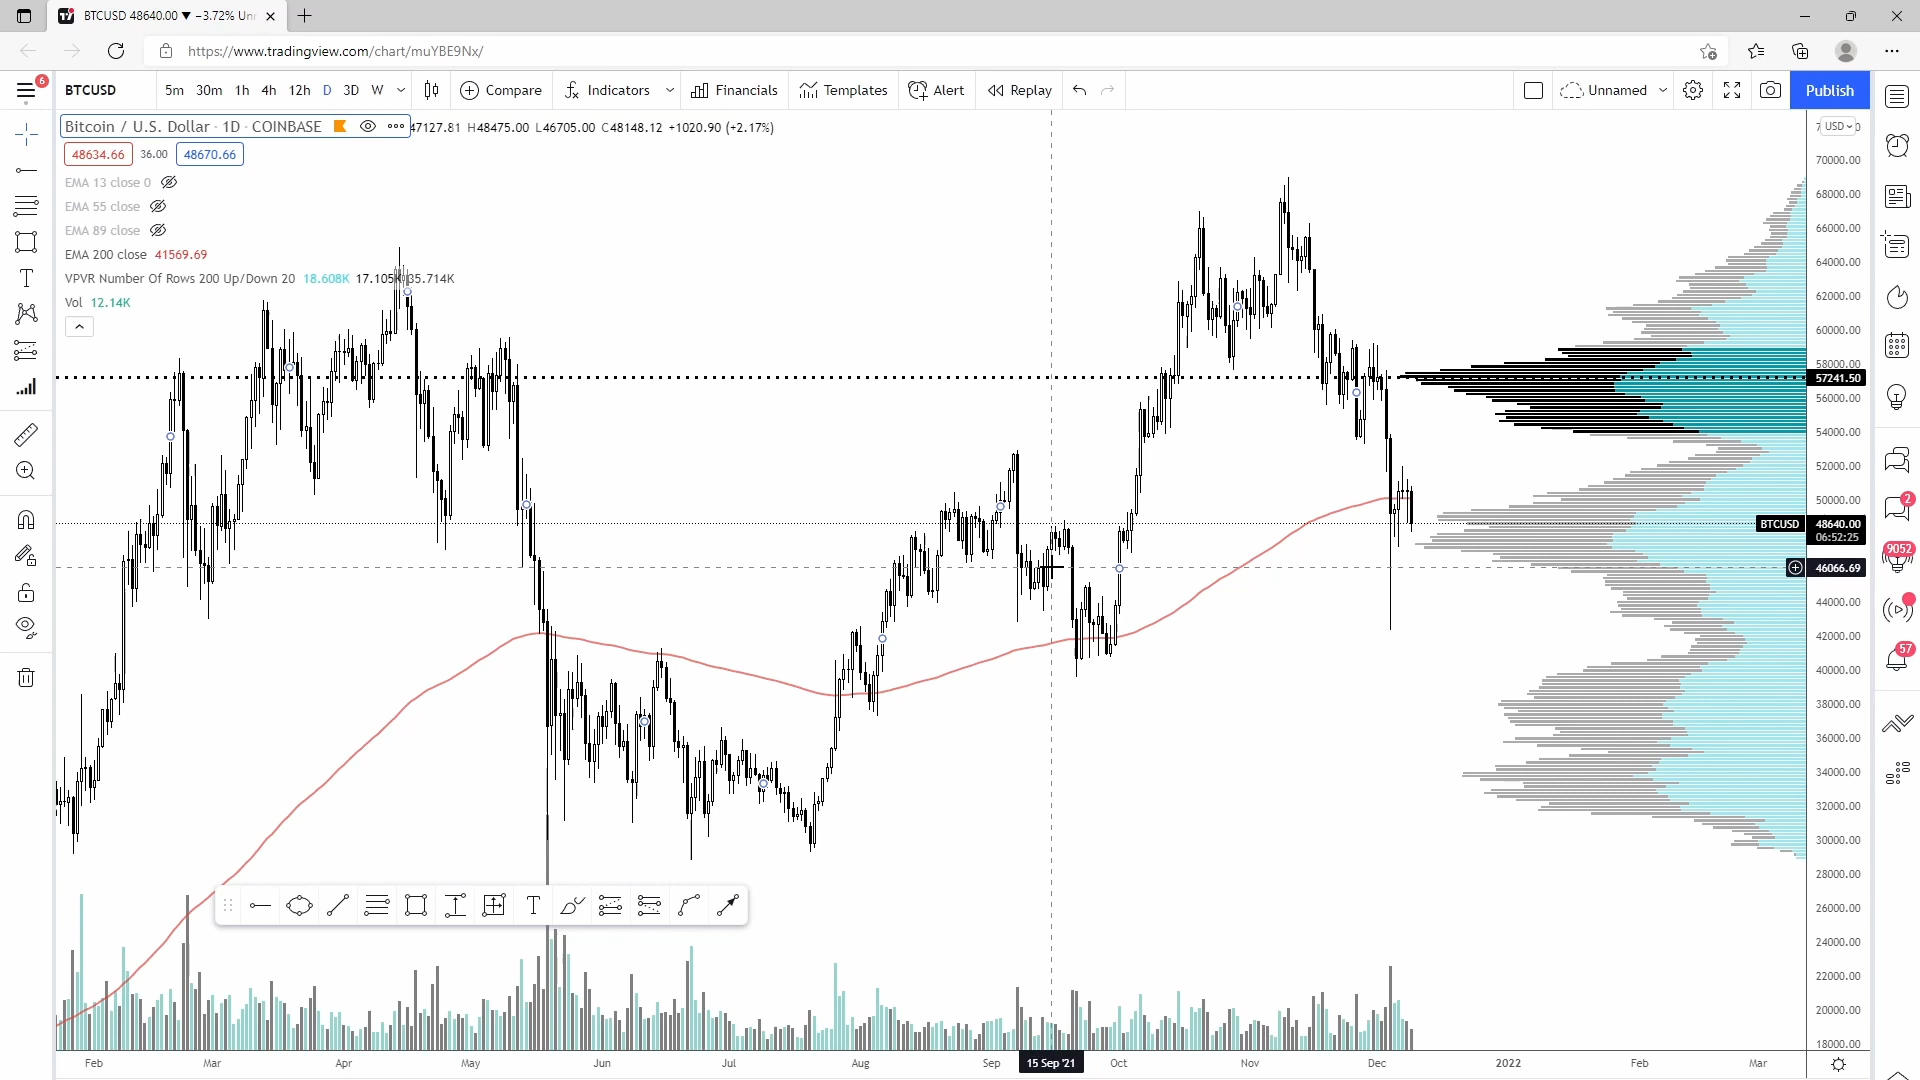 BTCUSD 48640.00 ▼ −3.72% Un
https://www.tradingview.com/chart/muYBE9Nx/
6
BTCUSD 5m 30m 1h 4h 12h D 3D W Compare Indicators Financials Templates Alert Replay Unnamed Publish
Bitcoin / U.S. Dollar · 1D · COINBASE 47127.81 H48475.00 L46705.00 C48148.12 +1020.90 (+2.17%)
USD
48634.66 36.00 48670.66
EMA 13 close 0
EMA 55 close
EMA 89 close
EMA 200 close 41569.69
VPVR Number Of Rows 200 Up/Down 20 18.608K 17.105K 35.714K
Vol 12.14K
70000.00
68000.00
66000.00
64000.00
62000.00
60000.00
58000.00
57241.50
56000.00
54000.00
52000.00
50000.00
BTCUSD 48640.00
06:52:25
46066.69
44000.00
42000.00
40000.00
38000.00
36000.00
34000.00
32000.00
30000.00
28000.00
26000.00
24000.00
22000.00
20000.00
18000.00
2
9052
57
T
T
Feb Mar Apr May Jun Jul Aug Sep 15 Sep '21 Oct Nov Dec 2022 Feb Mar